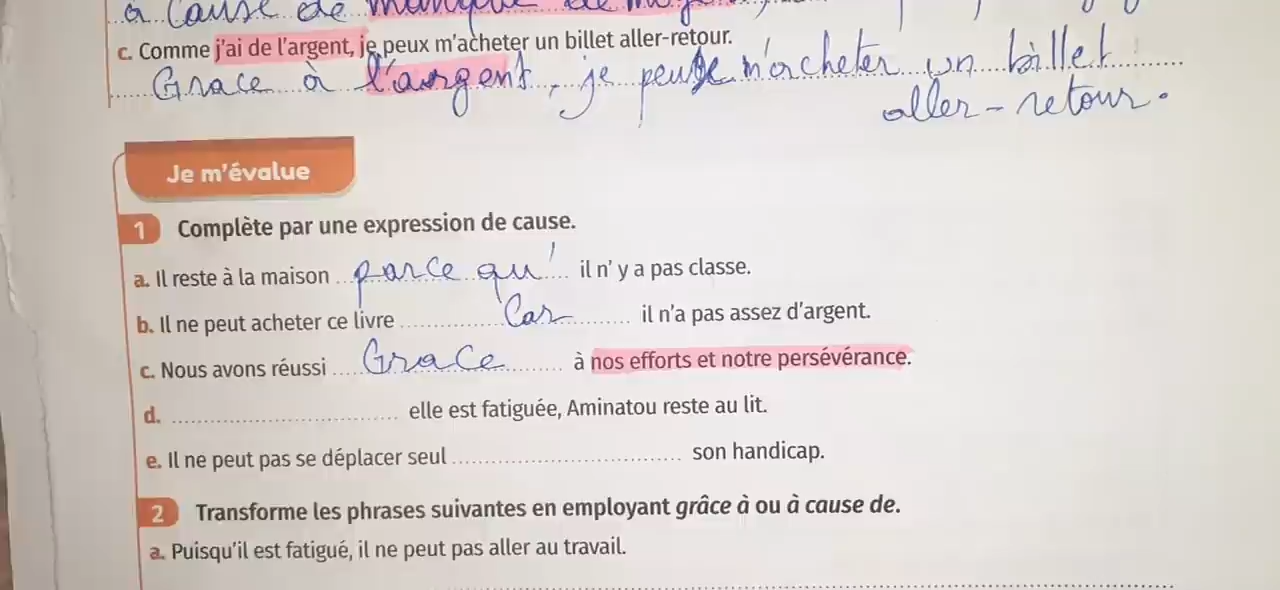 à cause de manque de
c. Comme j'ai de l'argent, je peux m'acheter un billet aller-retour.
Grace à l'argent, je peux m'acheter un billet
aller-retour.
Je m'évalue
1 Complète par une expression de cause.
a. Il reste à la maison parce qu' il n' y a pas classe.
b. Il ne peut acheter ce livre Car il n'a pas assez d'argent.
c. Nous avons réussi Grace à nos efforts et notre persévérance.
d. elle est fatiguée, Aminatou reste au lit.
e. Il ne peut pas se déplacer seul son handicap.
2 Transforme les phrases suivantes en employant grâce à ou à cause de.
a. Puisqu'il est fatigué, il ne peut pas aller au travail.